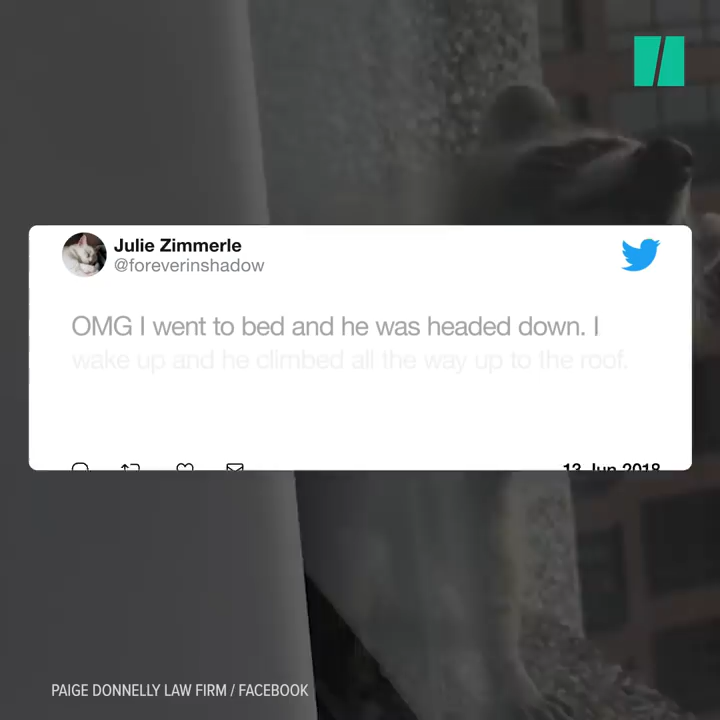 Julie Zimmerle
@foreverinshadow
OMG I went to bed and he was headed down. I
wake up and he climbed all the way up to the roof.
13 Jun 2018
PAIGE DONNELLY LAW FIRM / FACEBOOK